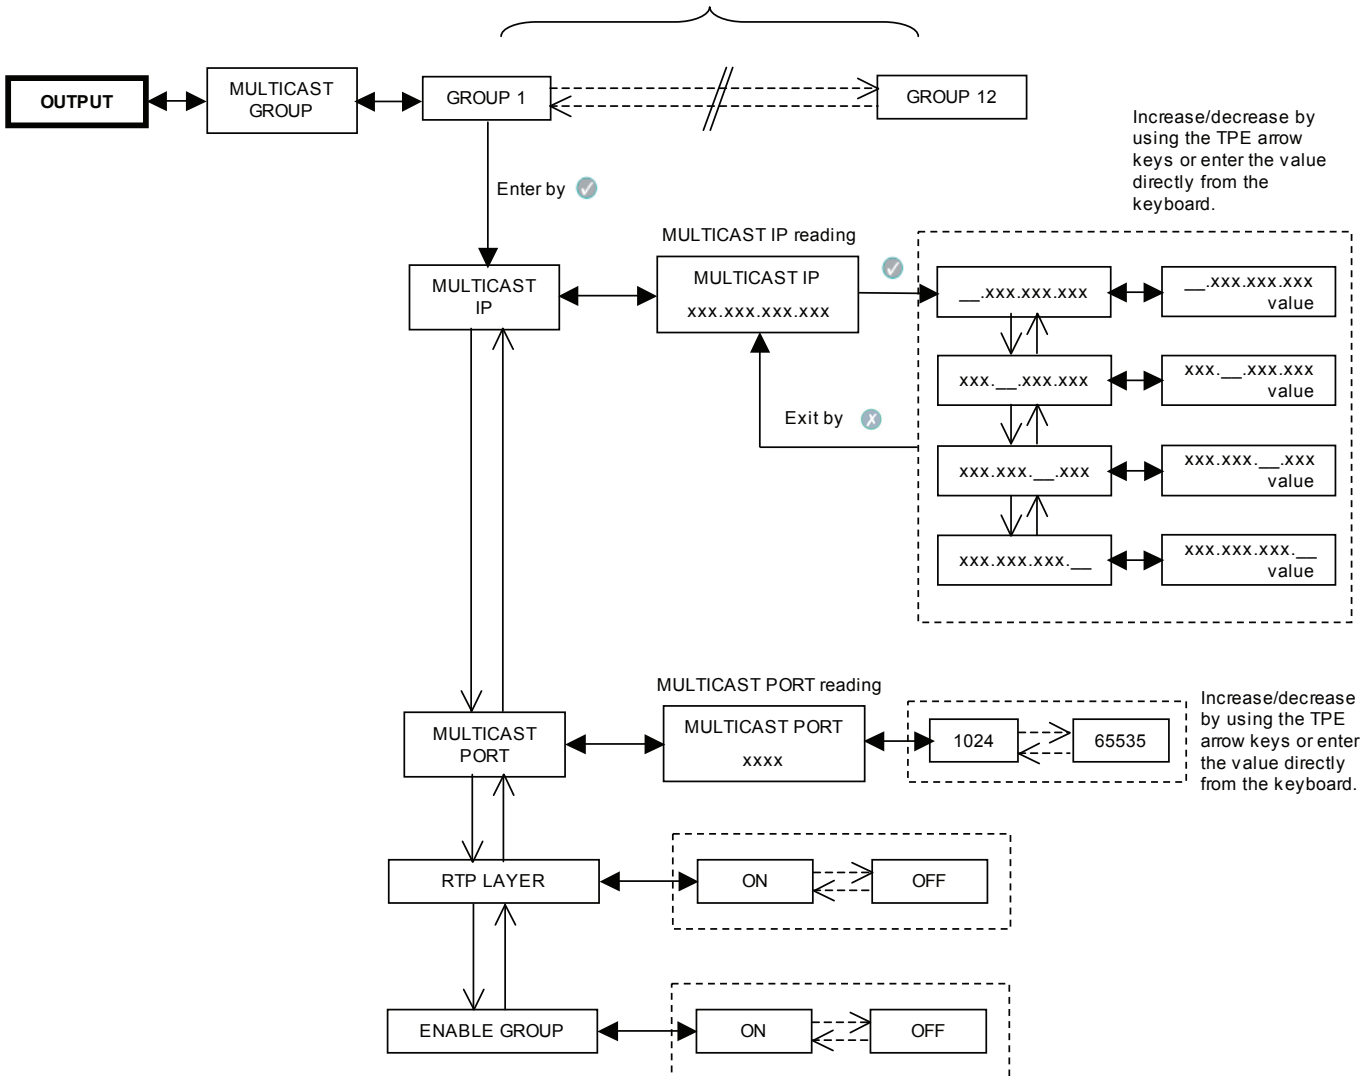 OUTPUT
MULTICAST
GROUP
GROUP 1
GROUP 12
Increase/decrease by
using the TPE arrow
keys or enter the value
directly from the
keyboard.
Enter by
MULTICAST IP reading
MULTICAST
IP
MULTICAST IP
xxx.xxx.xxx.xxx
__.xxx.xxx.xxx
__.xxx.xxx.xxx
value
xxx.__.xxx.xxx
xxx.__.xxx.xxx
value
Exit by
xxx.xxx.__.xxx
xxx.xxx.__.xxx
value
xxx.xxx.xxx.__
xxx.xxx.xxx.__
value
MULTICAST PORT reading
MULTICAST
PORT
MULTICAST PORT
xxxx
1024
65535
Increase/decrease
by using the TPE
arrow keys or enter
the value directly
from the keyboard.
RTP LAYER
ON
OFF
ENABLE GROUP
ON
OFF